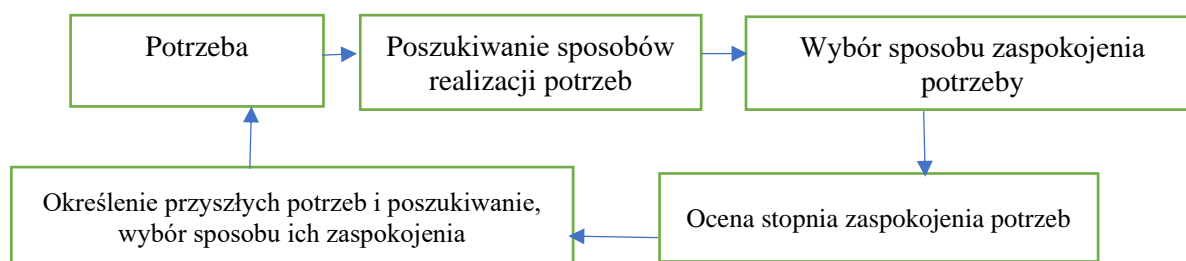 Potrzeba
Poszukiwanie sposobów
realizacji potrzeb
Wybór sposobu zaspokojenia
potrzeby
Określenie przyszłych potrzeb i poszukiwanie,
wybór sposobu ich zaspokojenia
Ocena stopnia zaspokojenia potrzeb